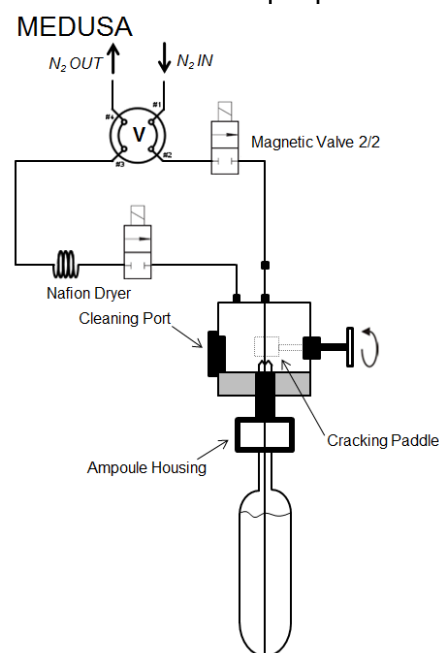 MEDUSA
N₂ OUT
N₂ IN
#4
#1
V
#3
#2
Magnetic Valve 2/2
Nafion Dryer
Cleaning Port
Cracking Paddle
Ampoule Housing